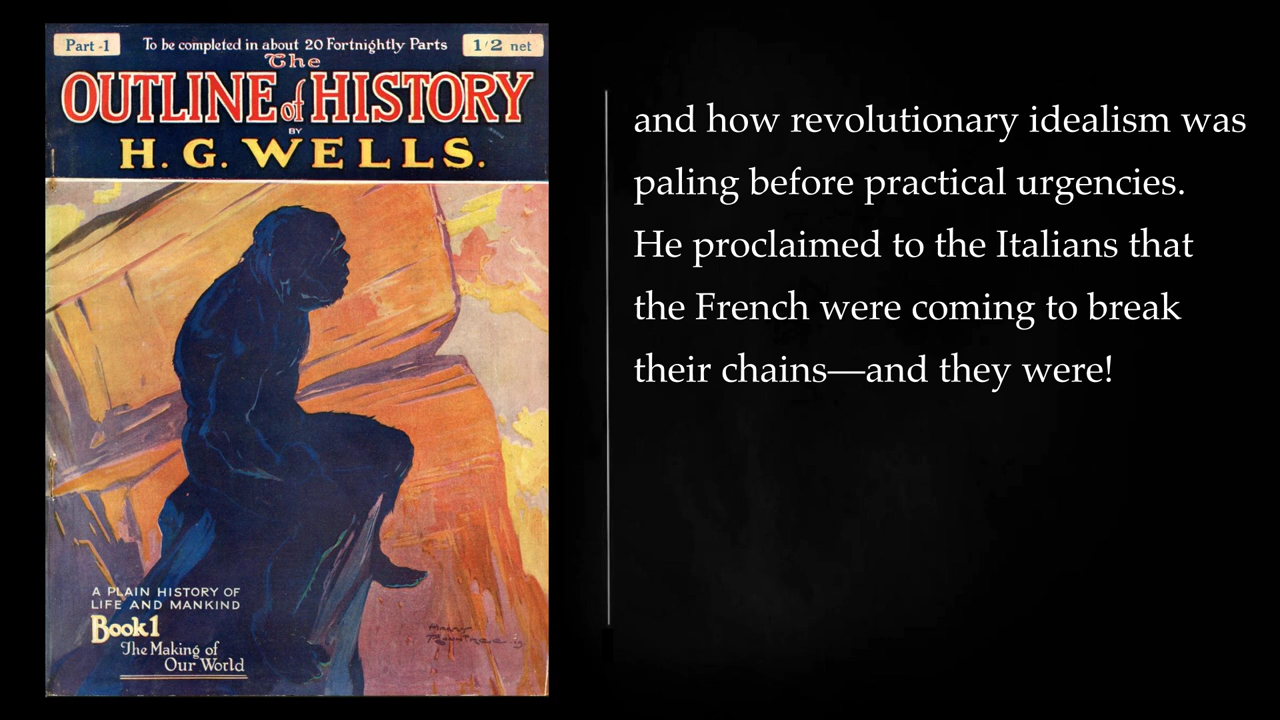 Part -1
To be completed in about 20 Fortnightly Parts
1/2 net
The
OUTLINE of HISTORY
BY
H. G. WELLS.
A PLAIN HISTORY OF
LIFE AND MANKIND
Book 1
The Making of
Our World
and how revolutionary idealism was
paling before practical urgencies.
He proclaimed to the Italians that
the French were coming to break
their chains—and they were!